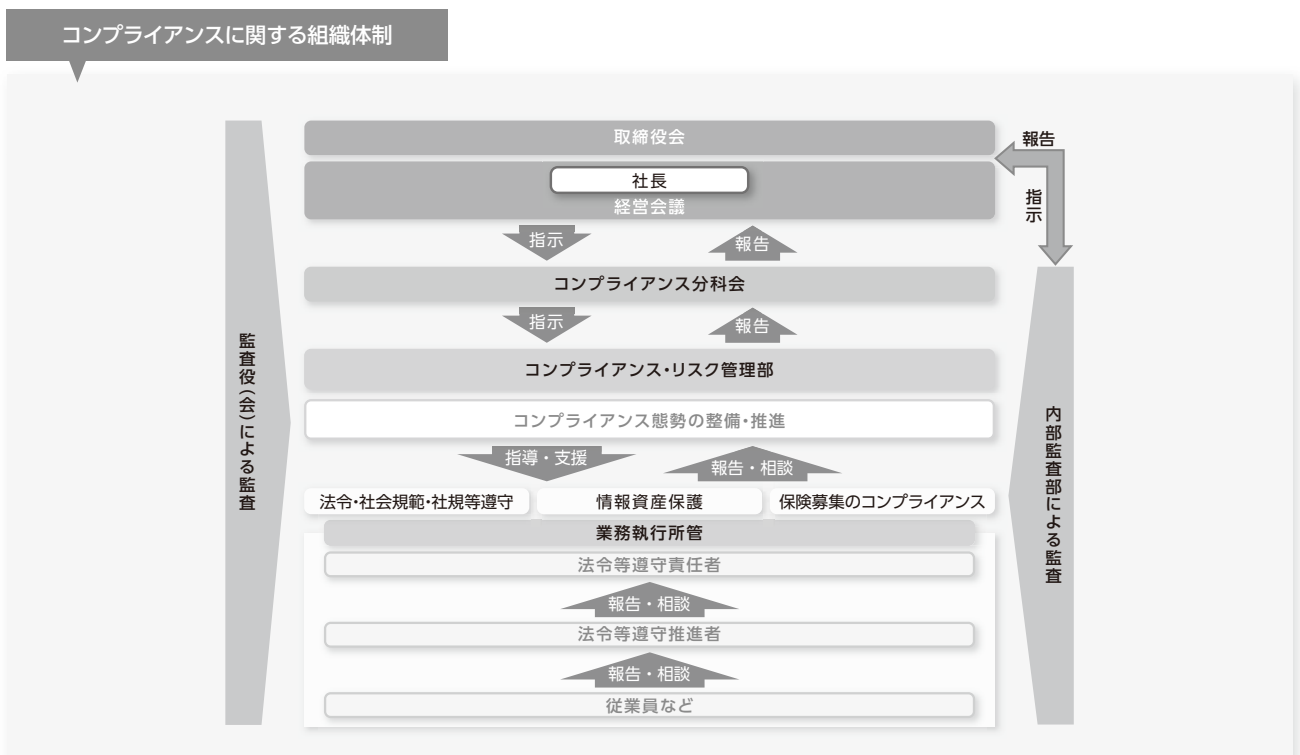 コンプライアンスに関する組織体制
取締役会
報告
社長
経営会議
指示
指示
報告
コンプライアンス分科会
指示
報告
コンプライアンス・リスク管理部
監査役(会)による監査
コンプライアンス態勢の整備・推進
内部監査部による監査
指導・支援
報告・相談
法令・社会規範・社規等遵守
情報資産保護
保険募集のコンプライアンス
業務執行所管
法令等遵守責任者
報告・相談
法令等遵守推進者
報告・相談
従業員など